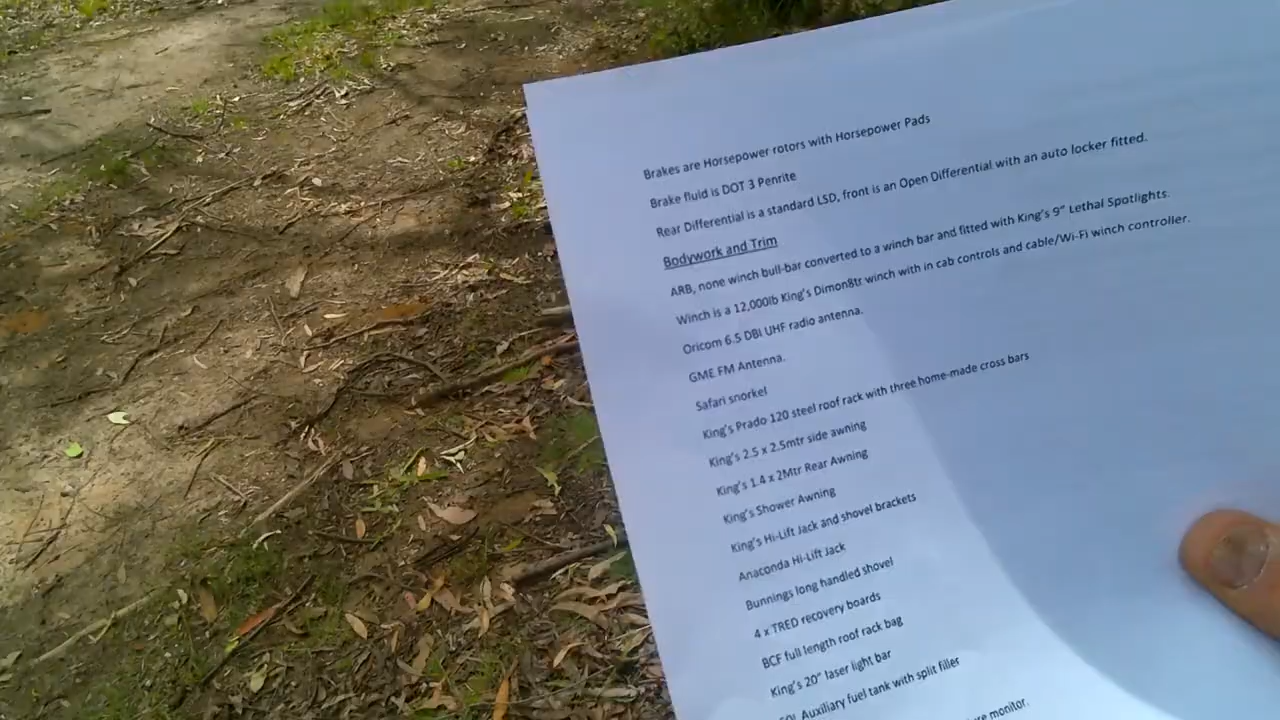 Brakes are Horsepower rotors with Horsepower Pads
Brake fluid is DOT 3 Penrite
Rear Differential is a standard LSD, front is an Open Differential with an auto locker fitted.
Bodywork and Trim
ARB, none winch bull-bar converted to a winch bar and fitted with King's 9" Lethal Spotlights.
Winch is a 12,000lb King's Dimon8tr winch with in cab controls and cable/Wi-Fi winch controller.
Oricom 6.5 DBI UHF radio antenna.
GME FM Antenna.
Safari snorkel
King's Prado 120 steel roof rack with three home-made cross bars
King's 2.5 x 2.5mtr side awning
King's 1.4 x 2Mtr Rear Awning
King's Shower Awning
King's Hi-Lift Jack and shovel brackets
Anaconda Hi-Lift Jack
Bunnings long handled shovel
4 x TRED recovery boards
BCF full length roof rack bag
King's 20" laser light bar
Auxiliary fuel tank with split filler
monitor.